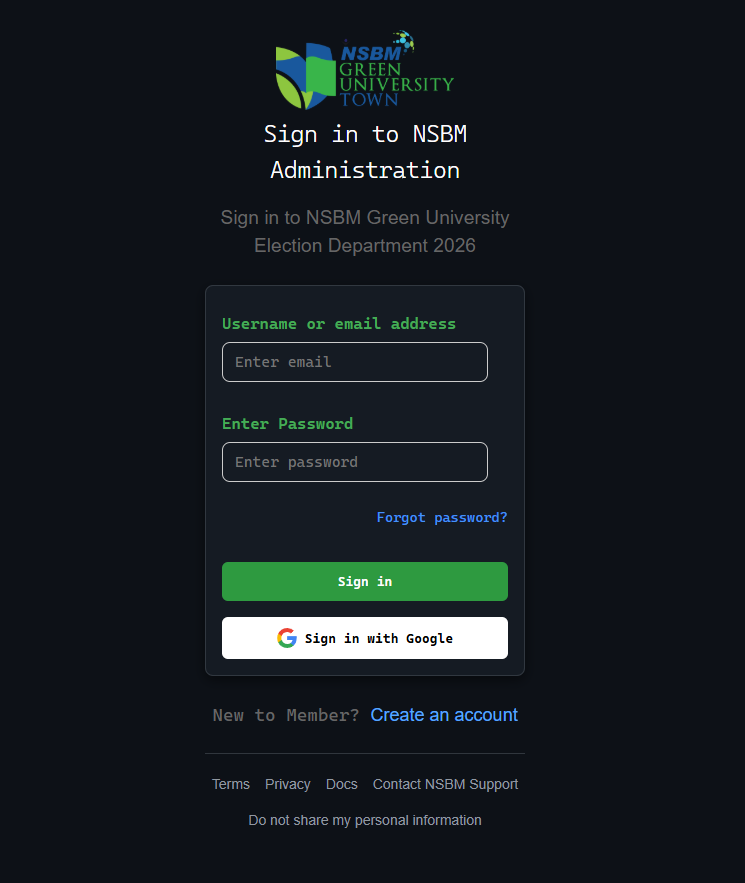 NSBM
GREEN
UNIVERSITY
TOWN
Sign in to NSBM
Administration
Sign in to NSBM Green University
Election Department 2026
Username or email address
Enter email
Enter Password
Enter password
Forgot password?
Sign in
Sign in with Google
New to Member? Create an account
Terms Privacy Docs Contact NSBM Support
Do not share my personal information